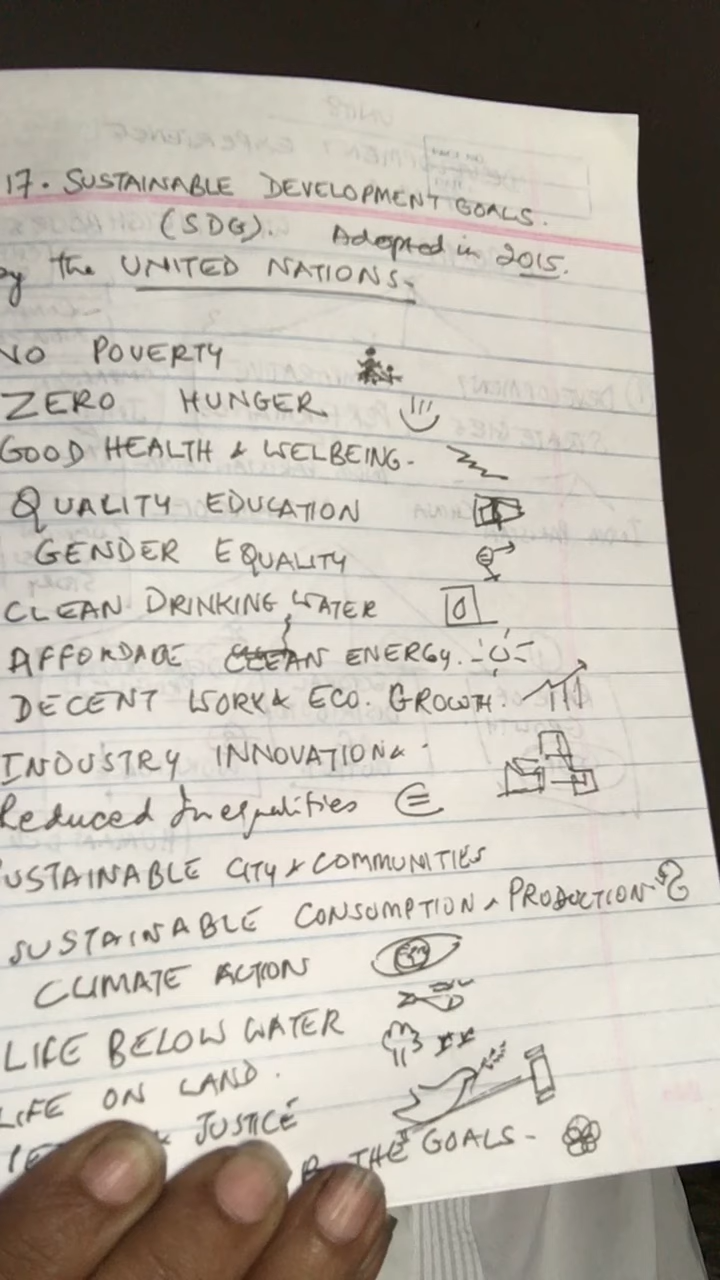 17. SUSTAINABLE DEVELOPMENT GOALS.
(SDG). Adopted in 2015.
by the UNITED NATIONS.
NO POVERTY
ZERO HUNGER
GOOD HEALTH & WELBEING.
QUALITY EDUCATION
GENDER EQUALITY
CLEAN DRINKING WATER
AFFORDABE CLEAN ENERGY.
DECENT WORK & ECO. GROWTH.
INDUSTRY INNOVATION &
Reduced Inequalities
SUSTAINABLE CITY & COMMUNITIES
SUSTAINABLE CONSUMPTION & PRODUCTION
CLIMATE ACTION
LIFE BELOW WATER
LIFE ON LAND.
& JUSTICE
THE GOALS-